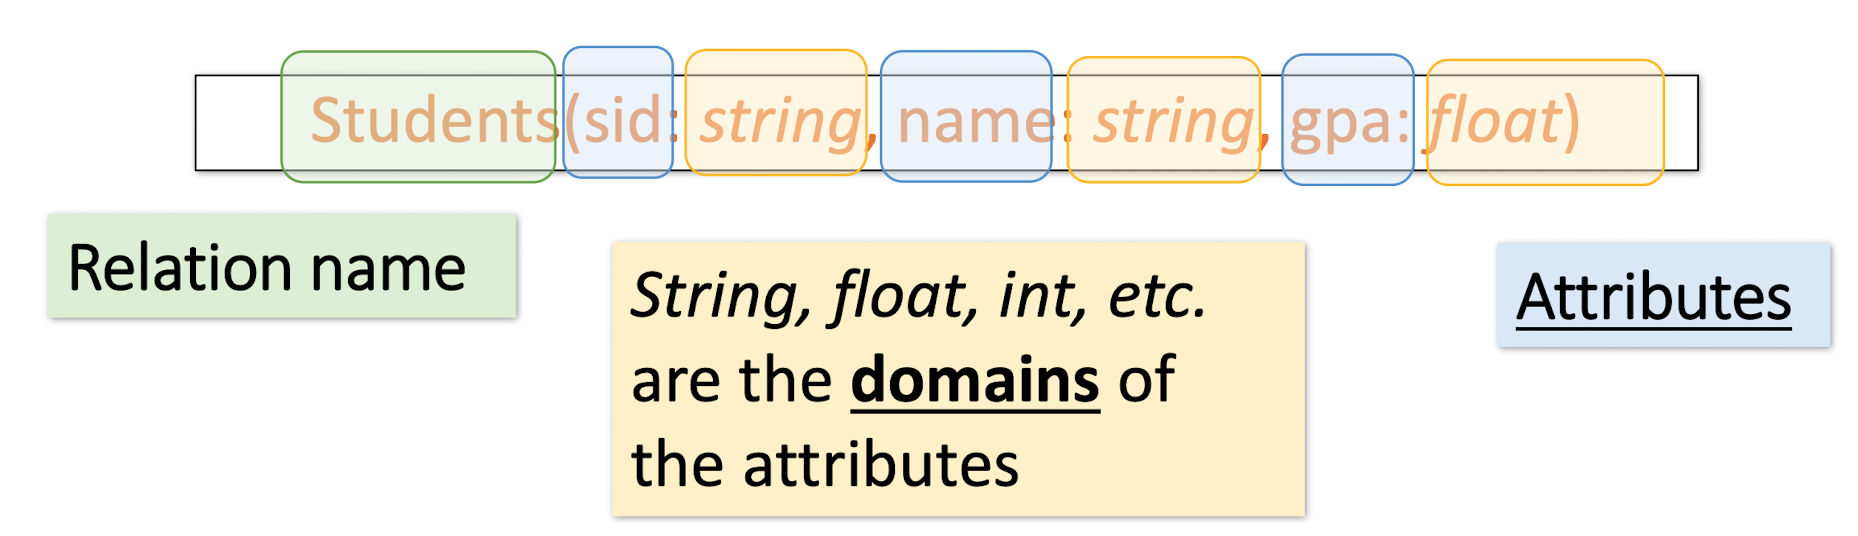 Students(sid: string, name: string, gpa: float)
Relation name
String, float, int, etc.
are the domains of
the attributes
Attributes